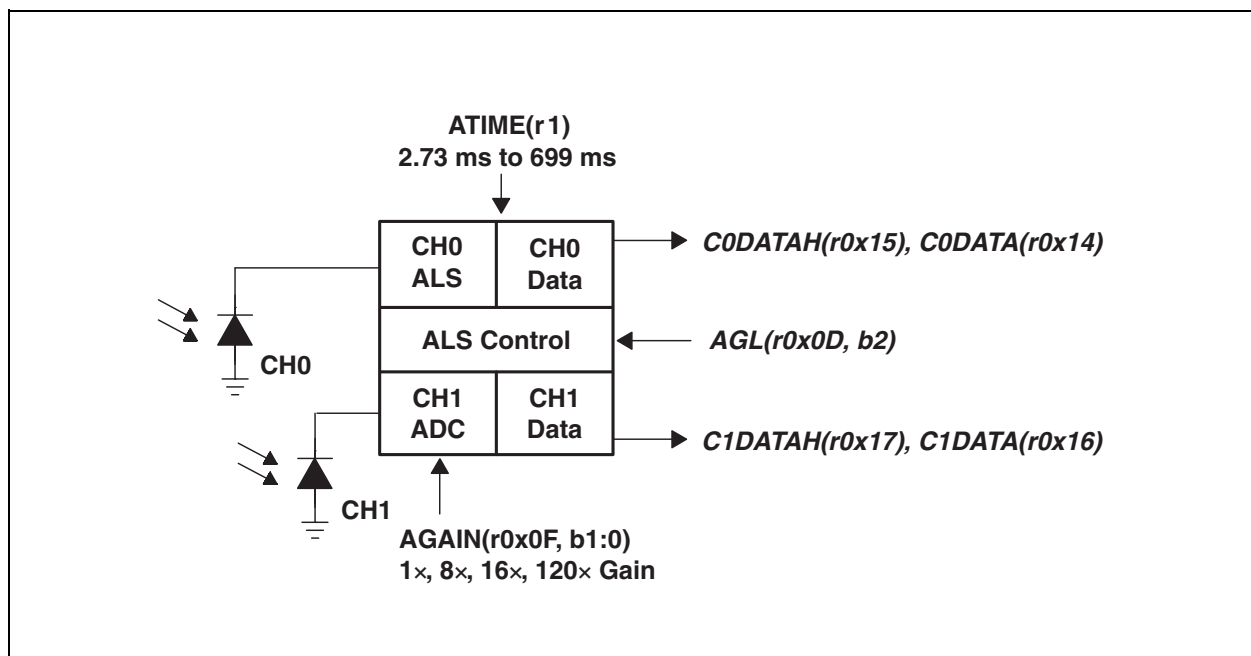 ATIME(r1)
2.73 ms to 699 ms
CH0
ALS
CH0
Data
C0DATAH(r0x15), C0DATA(r0x14)
ALS Control
AGL(r0x0D, b2)
CH0
CH1
ADC
CH1
Data
C1DATAH(r0x17), C1DATA(r0x16)
CH1
AGAIN(r0x0F, b1:0)
1×, 8×, 16×, 120× Gain